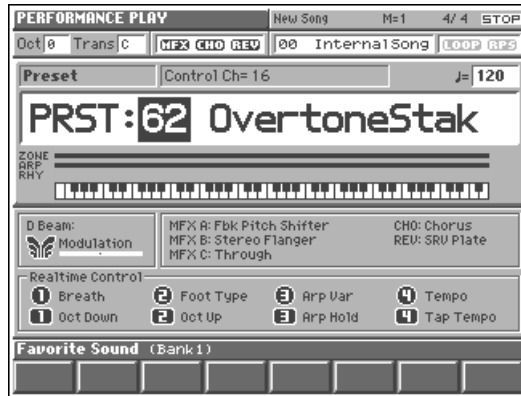 PERFORMANCE PLAY New Song M=1 4/4 STOP
Oct 0 Trans C MFX CHO REV 00 InternalSong LOOP RPS
Preset Control Ch=16 ♩=120
PRST:62 OvertoneStak
ZONE
ARP
RHY
D Beam: MFX A: Fbk Pitch Shifter CHO: Chorus
Modulation MFX B: Stereo Flanger REV: SRV Plate
MFX C: Through
Realtime Control
1 Breath 2 Foot Type 3 Arp Var 4 Tempo
1 Oct Down 2 Oct Up 3 Arp Hold 4 Tap Tempo
Favorite Sound (Bank1)